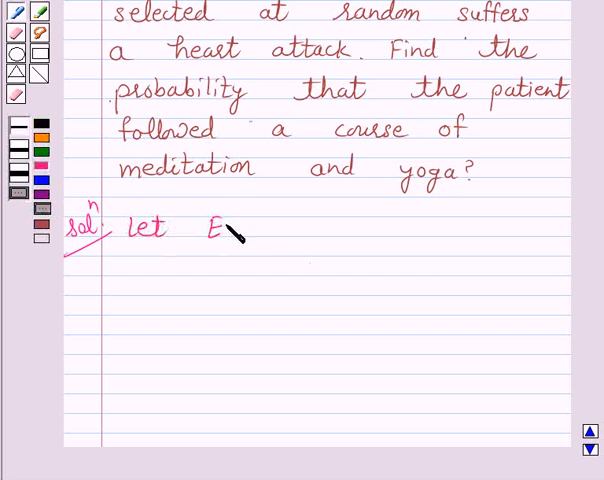 selected at random suffers
a heart attack. Find the
probability that the patient
followed a course of
meditation and yoga?
solⁿ: Let E